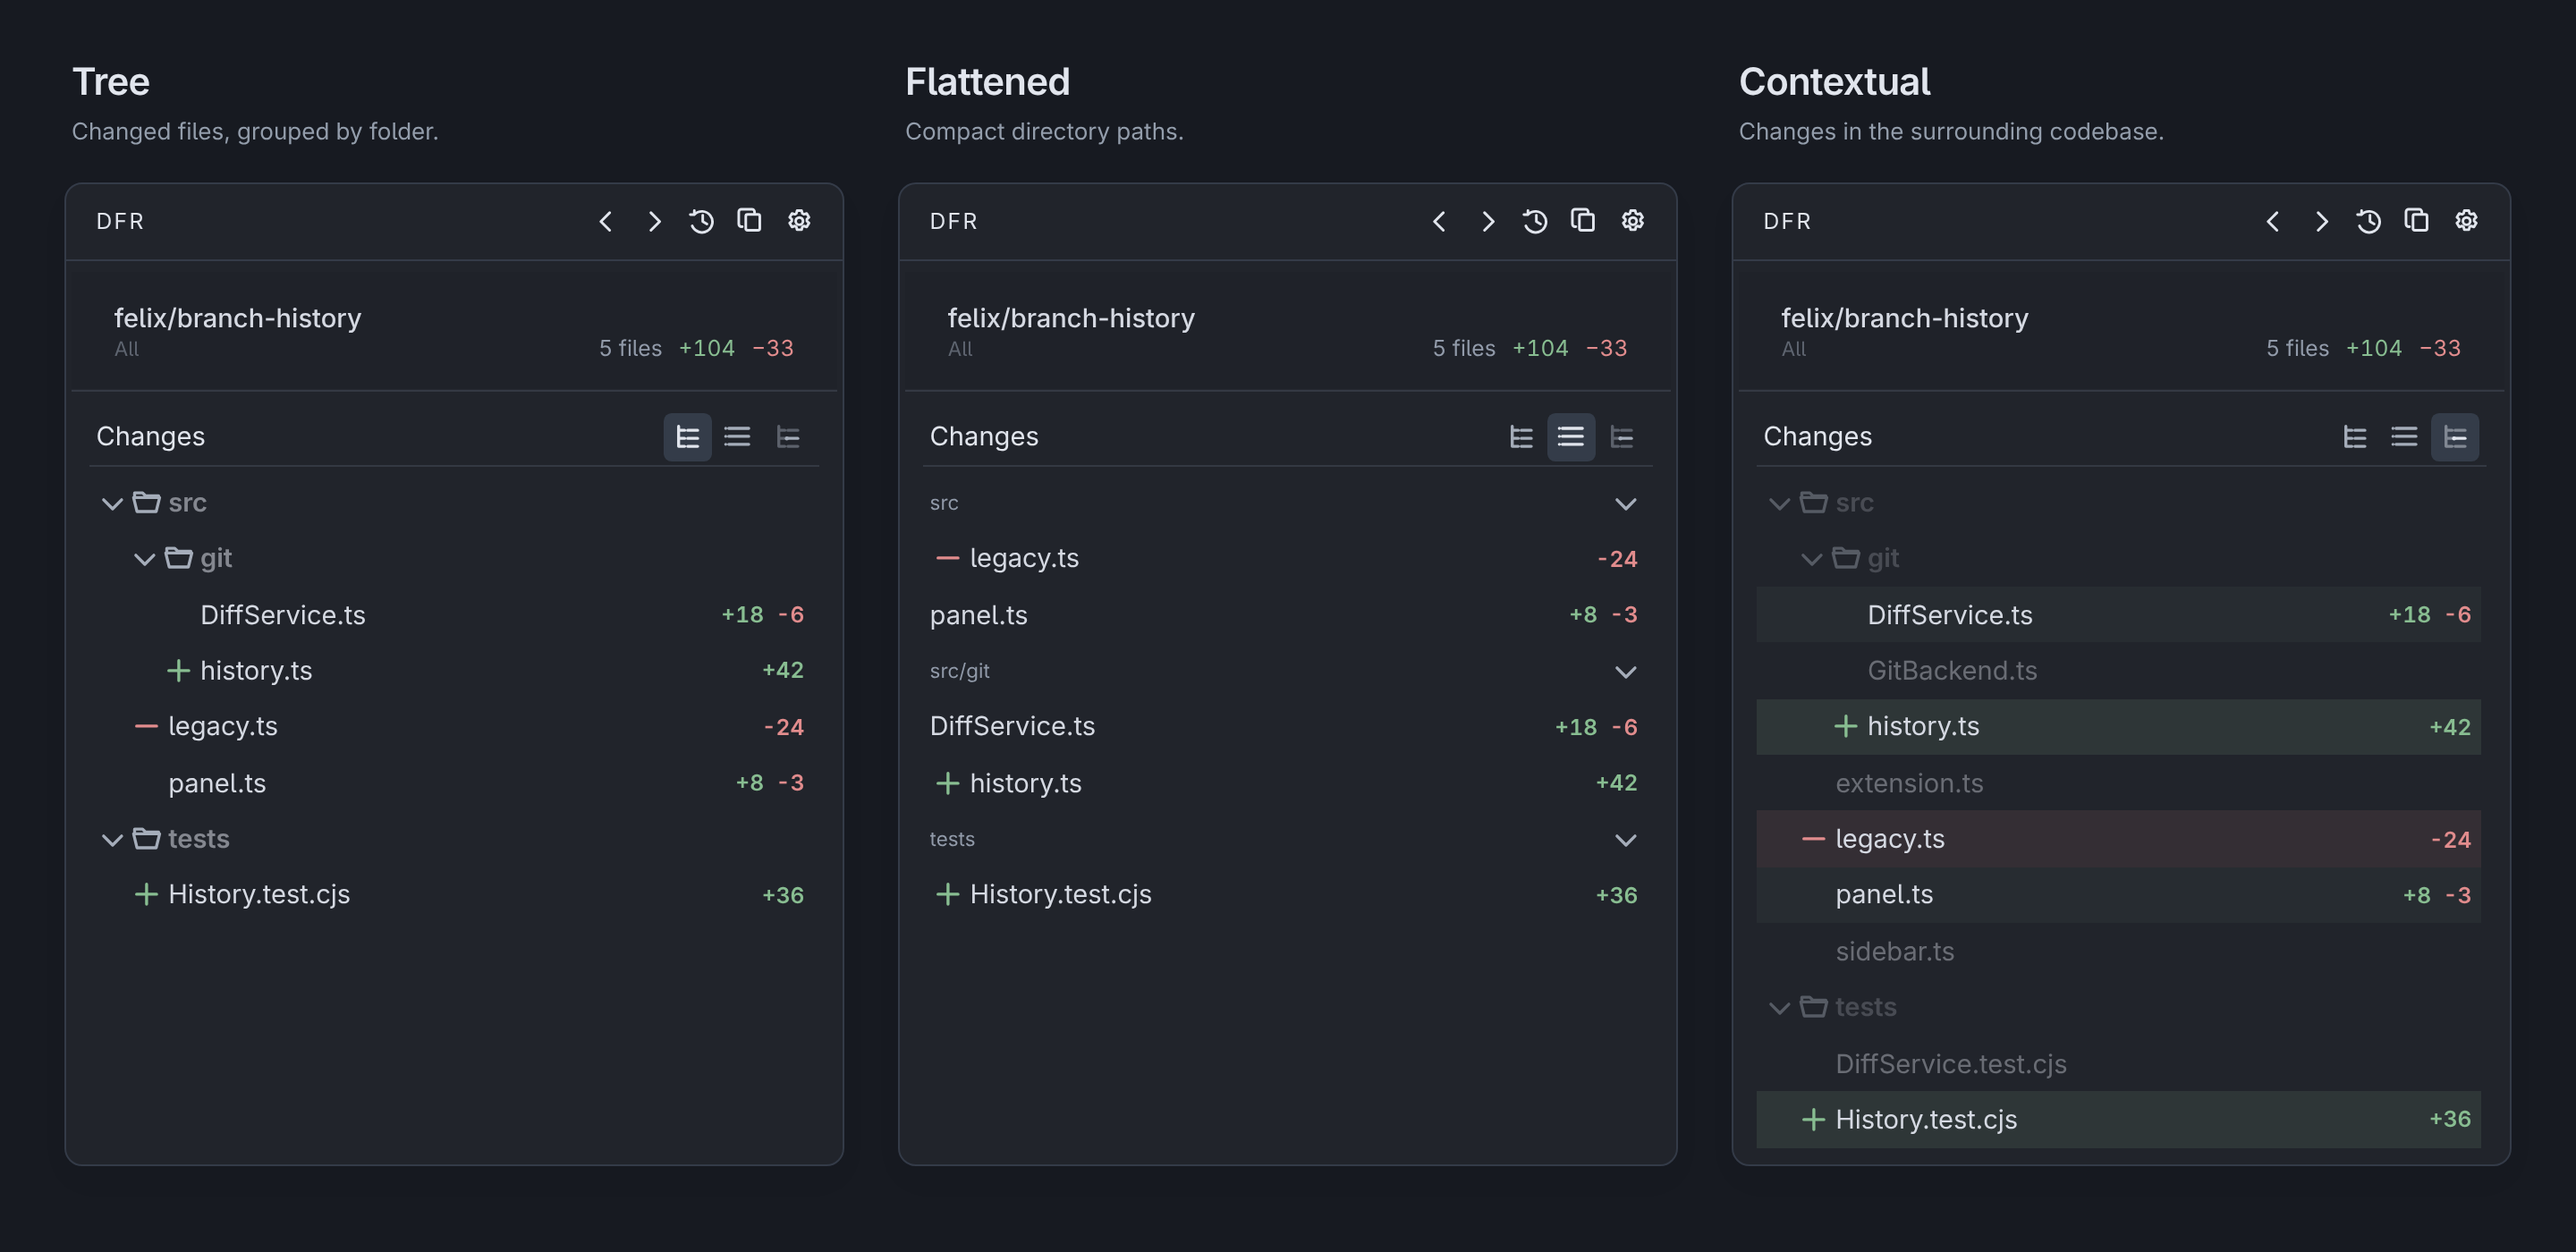 Tree
Changed files, grouped by folder.
DFR
felix/branch-history
All
5 files +104 −33
Changes
src
git
DiffService.ts +18 -6
history.ts +42
legacy.ts -24
panel.ts +8 -3
tests
History.test.cjs +36
Flattened
Compact directory paths.
DFR
felix/branch-history
All
5 files +104 −33
Changes
src
legacy.ts -24
panel.ts +8 -3
src/git
DiffService.ts +18 -6
history.ts +42
tests
History.test.cjs +36
Contextual
Changes in the surrounding codebase.
DFR
felix/branch-history
All
5 files +104 −33
Changes
src
git
DiffService.ts +18 -6
GitBackend.ts
history.ts +42
extension.ts
legacy.ts -24
panel.ts +8 -3
sidebar.ts
tests
DiffService.test.cjs
History.test.cjs +36